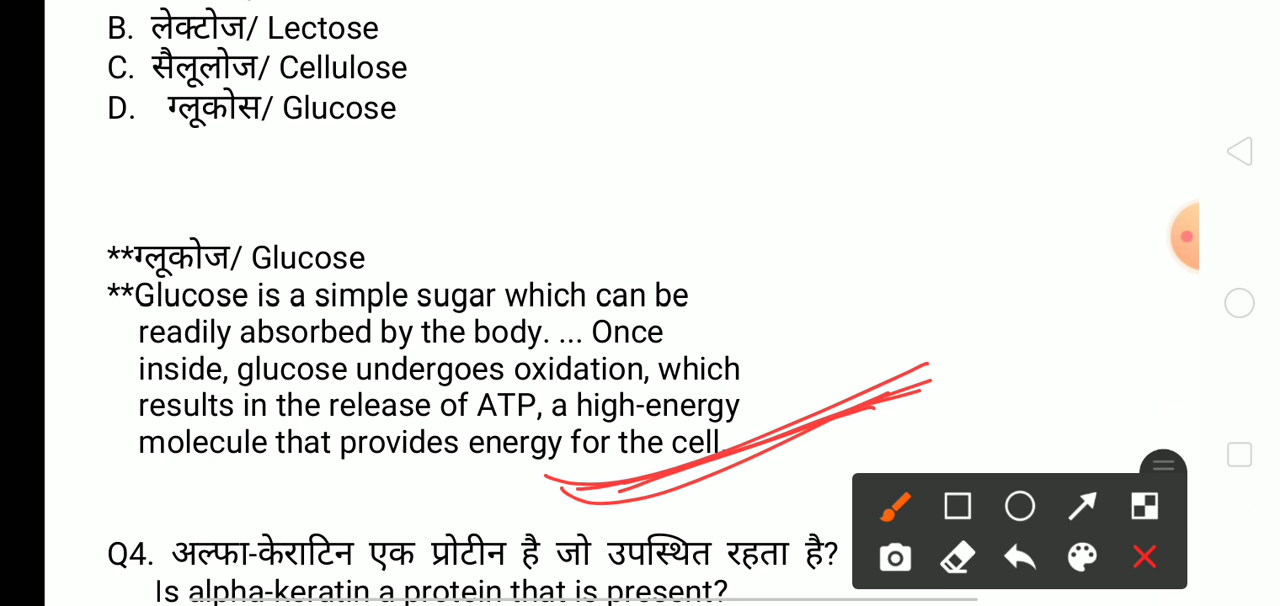 B. लेक्टोज/ Lectose
C. सैलूलोज/ Cellulose
D. ग्लूकोस/ Glucose
**ग्लूकोज/ Glucose
**Glucose is a simple sugar which can be
readily absorbed by the body. ... Once
inside, glucose undergoes oxidation, which
results in the release of ATP, a high-energy
molecule that provides energy for the cell.
Q4. अल्फा-केराटिन एक प्रोटीन है जो उपस्थित रहता है?
Is alpha-keratin a protein that is present?